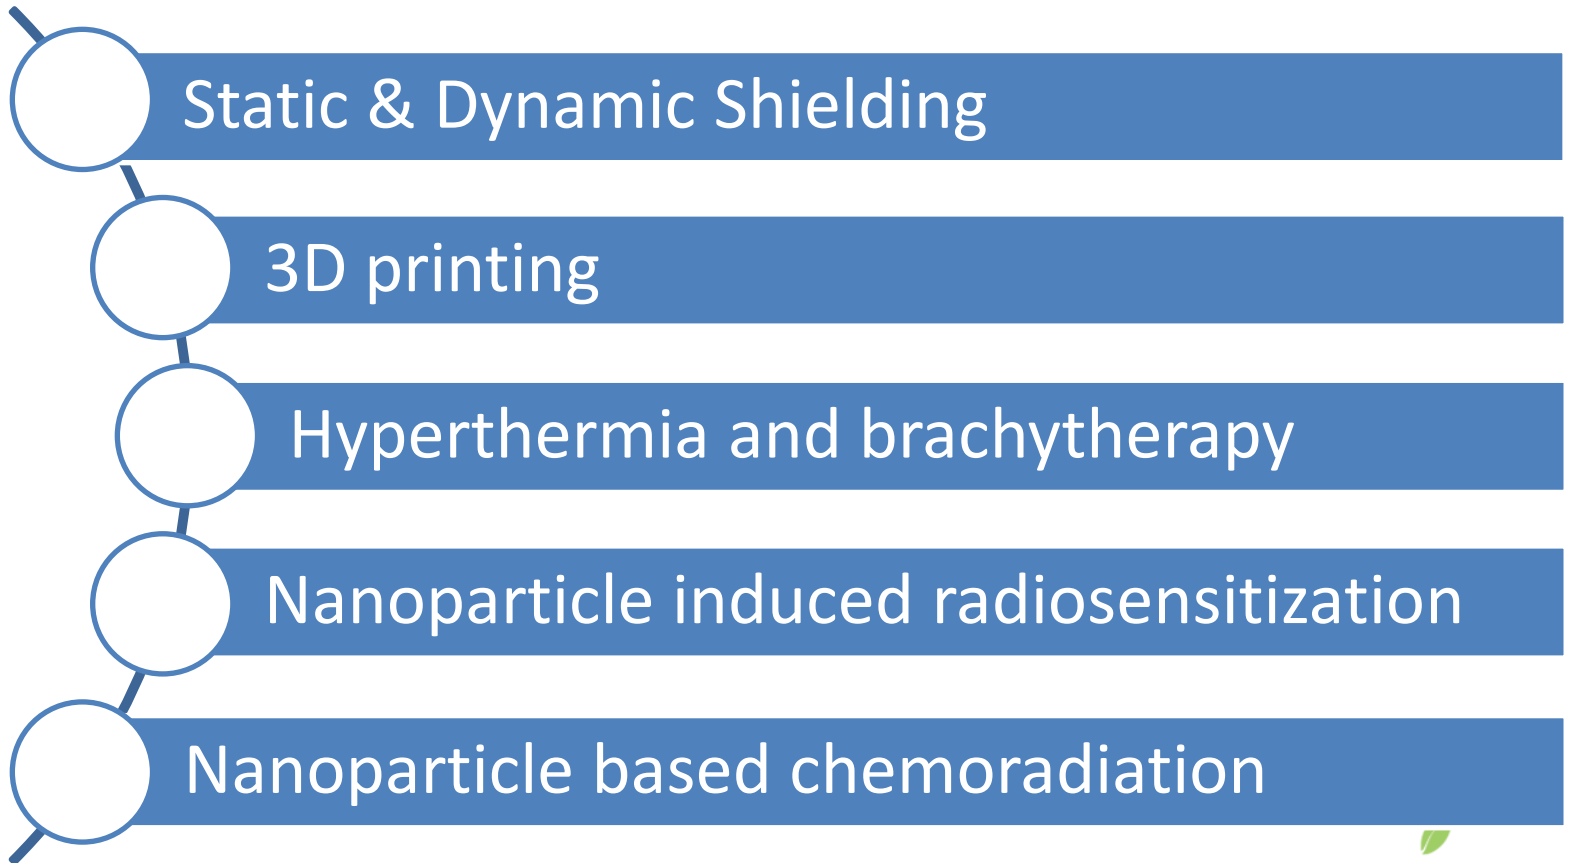 Static & Dynamic Shielding
3D printing
Hyperthermia and brachytherapy
Nanoparticle induced radiosensitization
Nanoparticle based chemoradiation